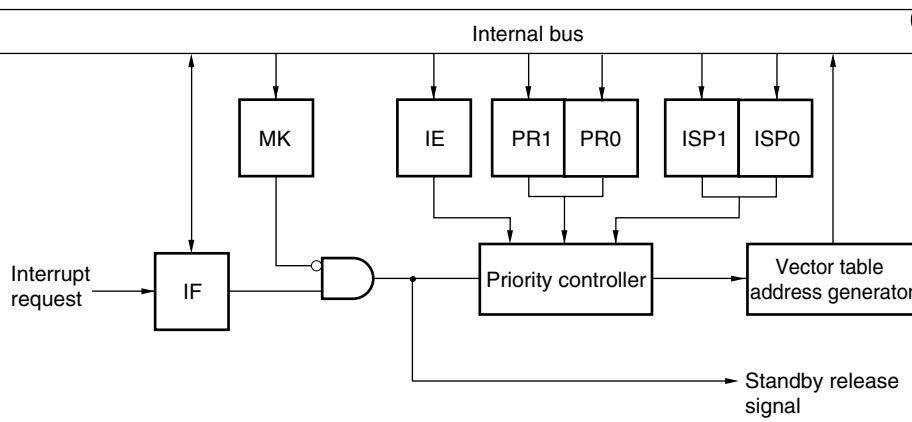 Internal bus
MK
IE
PR1
PR0
ISP1
ISP0
Interrupt
request
IF
Priority controller
Vector table
address generator
Standby release
signal